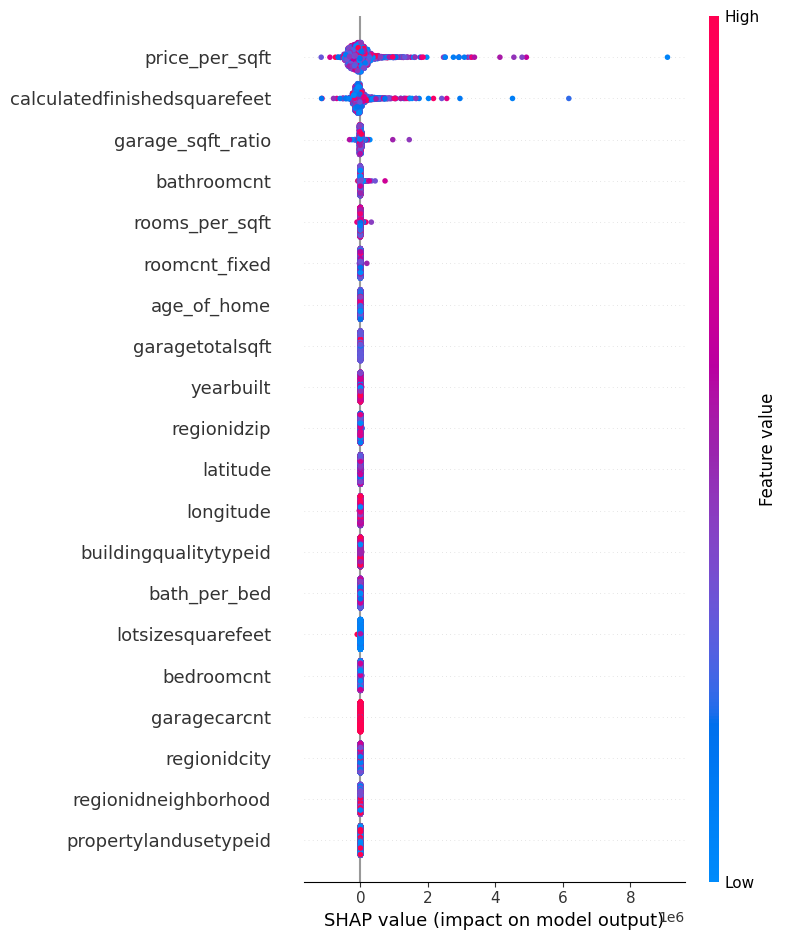 High
price_per_sqft
calculatedfinishedsquarefeet
garage_sqft_ratio
bathroomcnt
rooms_per_sqft
roomcnt_fixed
age_of_home
garagetotalsqft
yearbuilt
regionidzip
latitude
longitude
buildingqualitytypeid
bath_per_bed
lotsizesquarefeet
bedroomcnt
garagecarcnt
regionidcity
regionidneighborhood
propertylandusetypeid
Feature value
Low
0 2 4 6 8
1e6
SHAP value (impact on model output)